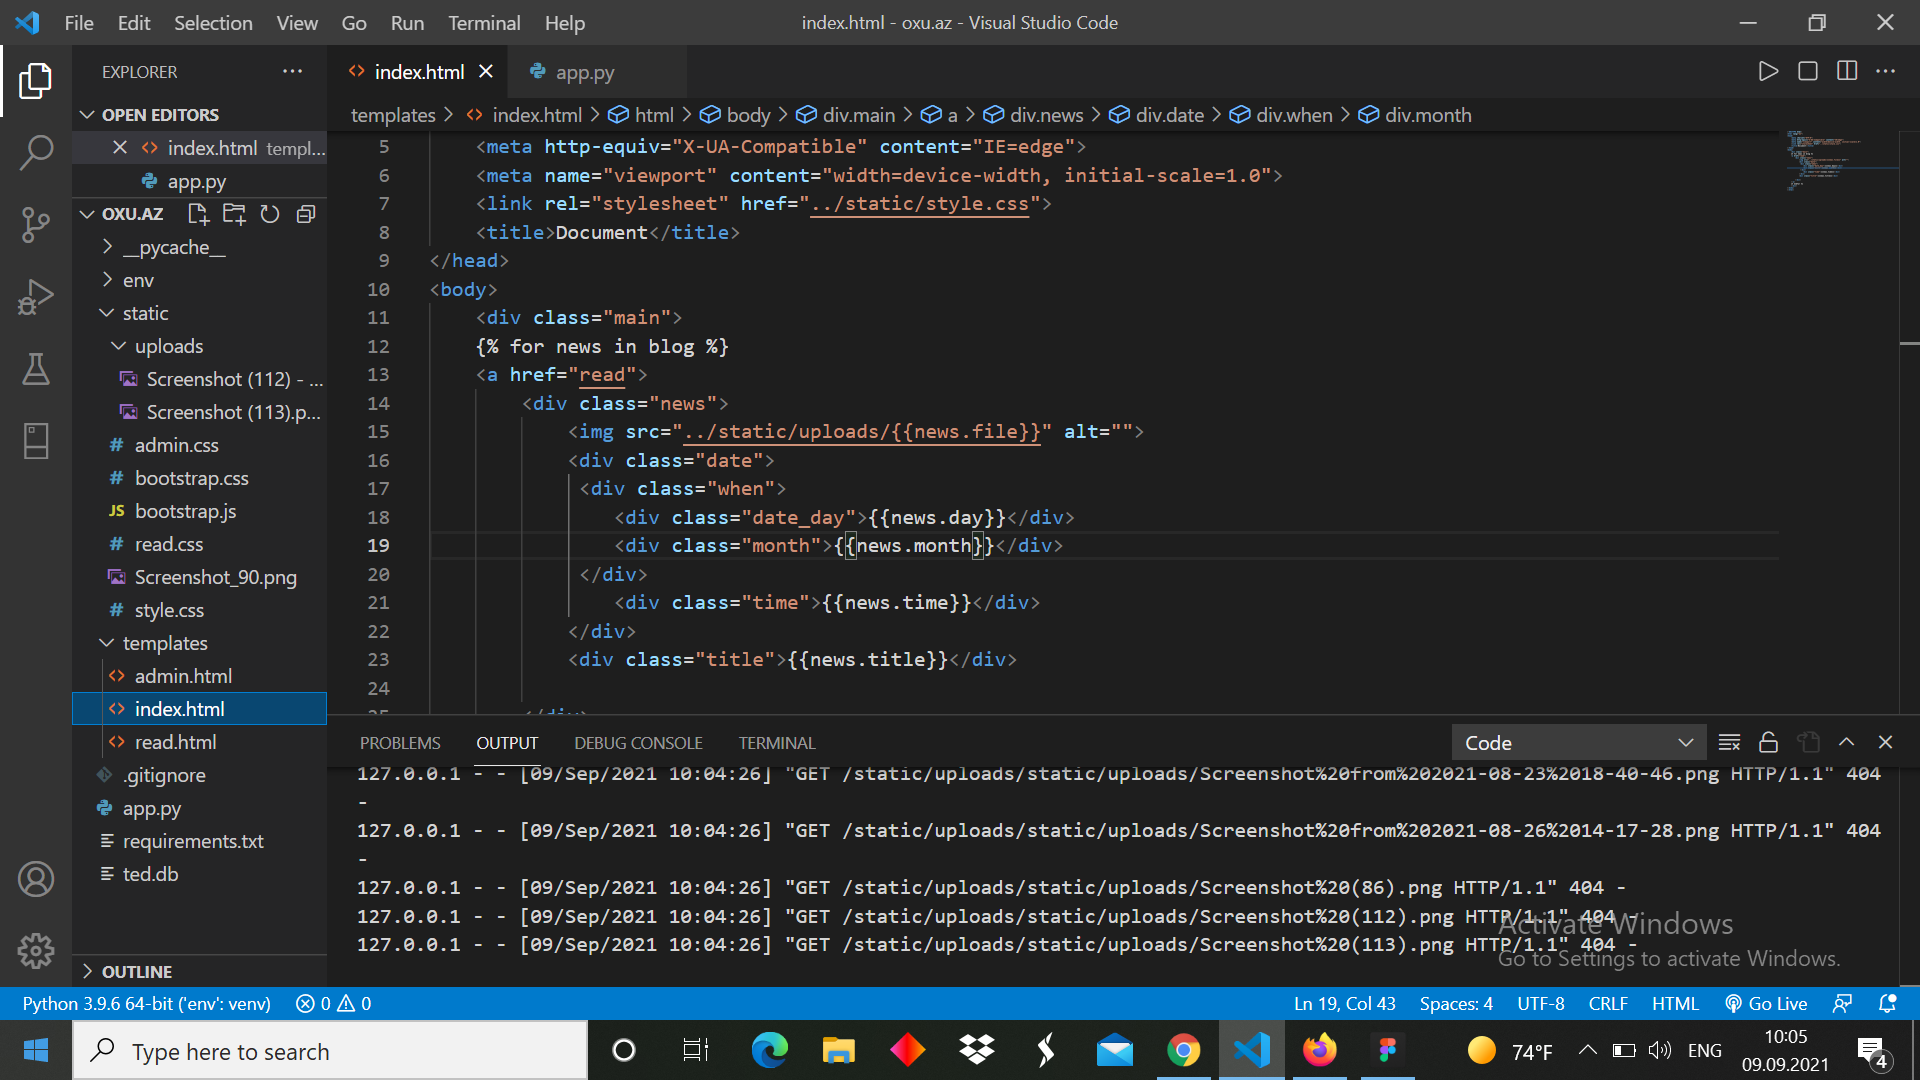 File Edit Selection View Go Run Terminal Help
index.html - oxu.az - Visual Studio Code
EXPLORER
OPEN EDITORS
index.html templ...
app.py
OXU.AZ
__pycache__
env
static
uploads
Screenshot (112) - ...
Screenshot (113).p...
# admin.css
# bootstrap.css
JS bootstrap.js
# read.css
Screenshot_90.png
# style.css
templates
<> admin.html
<> index.html
<> read.html
.gitignore
app.py
requirements.txt
ted.db
OUTLINE
<> index.html
app.py
templates > <> index.html > html > body > div.main > a > div.news > div.date > div.when > div.month
5 <meta http-equiv="X-UA-Compatible" content="IE=edge">
6 <meta name="viewport" content="width=device-width, initial-scale=1.0">
7 <link rel="stylesheet" href="../static/style.css">
8 <title>Document</title>
9 </head>
10 <body>
11 <div class="main">
12 {% for news in blog %}
13 <a href="read">
14 <div class="news">
15 <img src="../static/uploads/{{news.file}}" alt="">
16 <div class="date">
17 <div class="when">
18 <div class="date_day">{{news.day}}</div>
19 <div class="month">{{news.month}}</div>
20 </div>
21 <div class="time">{{news.time}}</div>
22 </div>
23 <div class="title">{{news.title}}</div>
24
25 </div>
PROBLEMS OUTPUT DEBUG CONSOLE TERMINAL
Code
127.0.0.1 - - [09/Sep/2021 10:04:26] "GET /static/uploads/static/uploads/Screenshot%20from%202021-08-23%2018-40-46.png HTTP/1.1" 404
-
127.0.0.1 - - [09/Sep/2021 10:04:26] "GET /static/uploads/static/uploads/Screenshot%20from%202021-08-26%2014-17-28.png HTTP/1.1" 404
-
127.0.0.1 - - [09/Sep/2021 10:04:26] "GET /static/uploads/static/uploads/Screenshot%20(86).png HTTP/1.1" 404 -
127.0.0.1 - - [09/Sep/2021 10:04:26] "GET /static/uploads/static/uploads/Screenshot%20(112).png HTTP/1.1" 404 -
127.0.0.1 - - [09/Sep/2021 10:04:26] "GET /static/uploads/static/uploads/Screenshot%20(113).png HTTP/1.1" 404 -
Activate Windows
Go to Settings to activate Windows.
Python 3.9.6 64-bit ('env': venv) 0 0
Ln 19, Col 43 Spaces: 4 UTF-8 CRLF HTML Go Live
Type here to search
74°F
ENG
10:05
09.09.2021
4